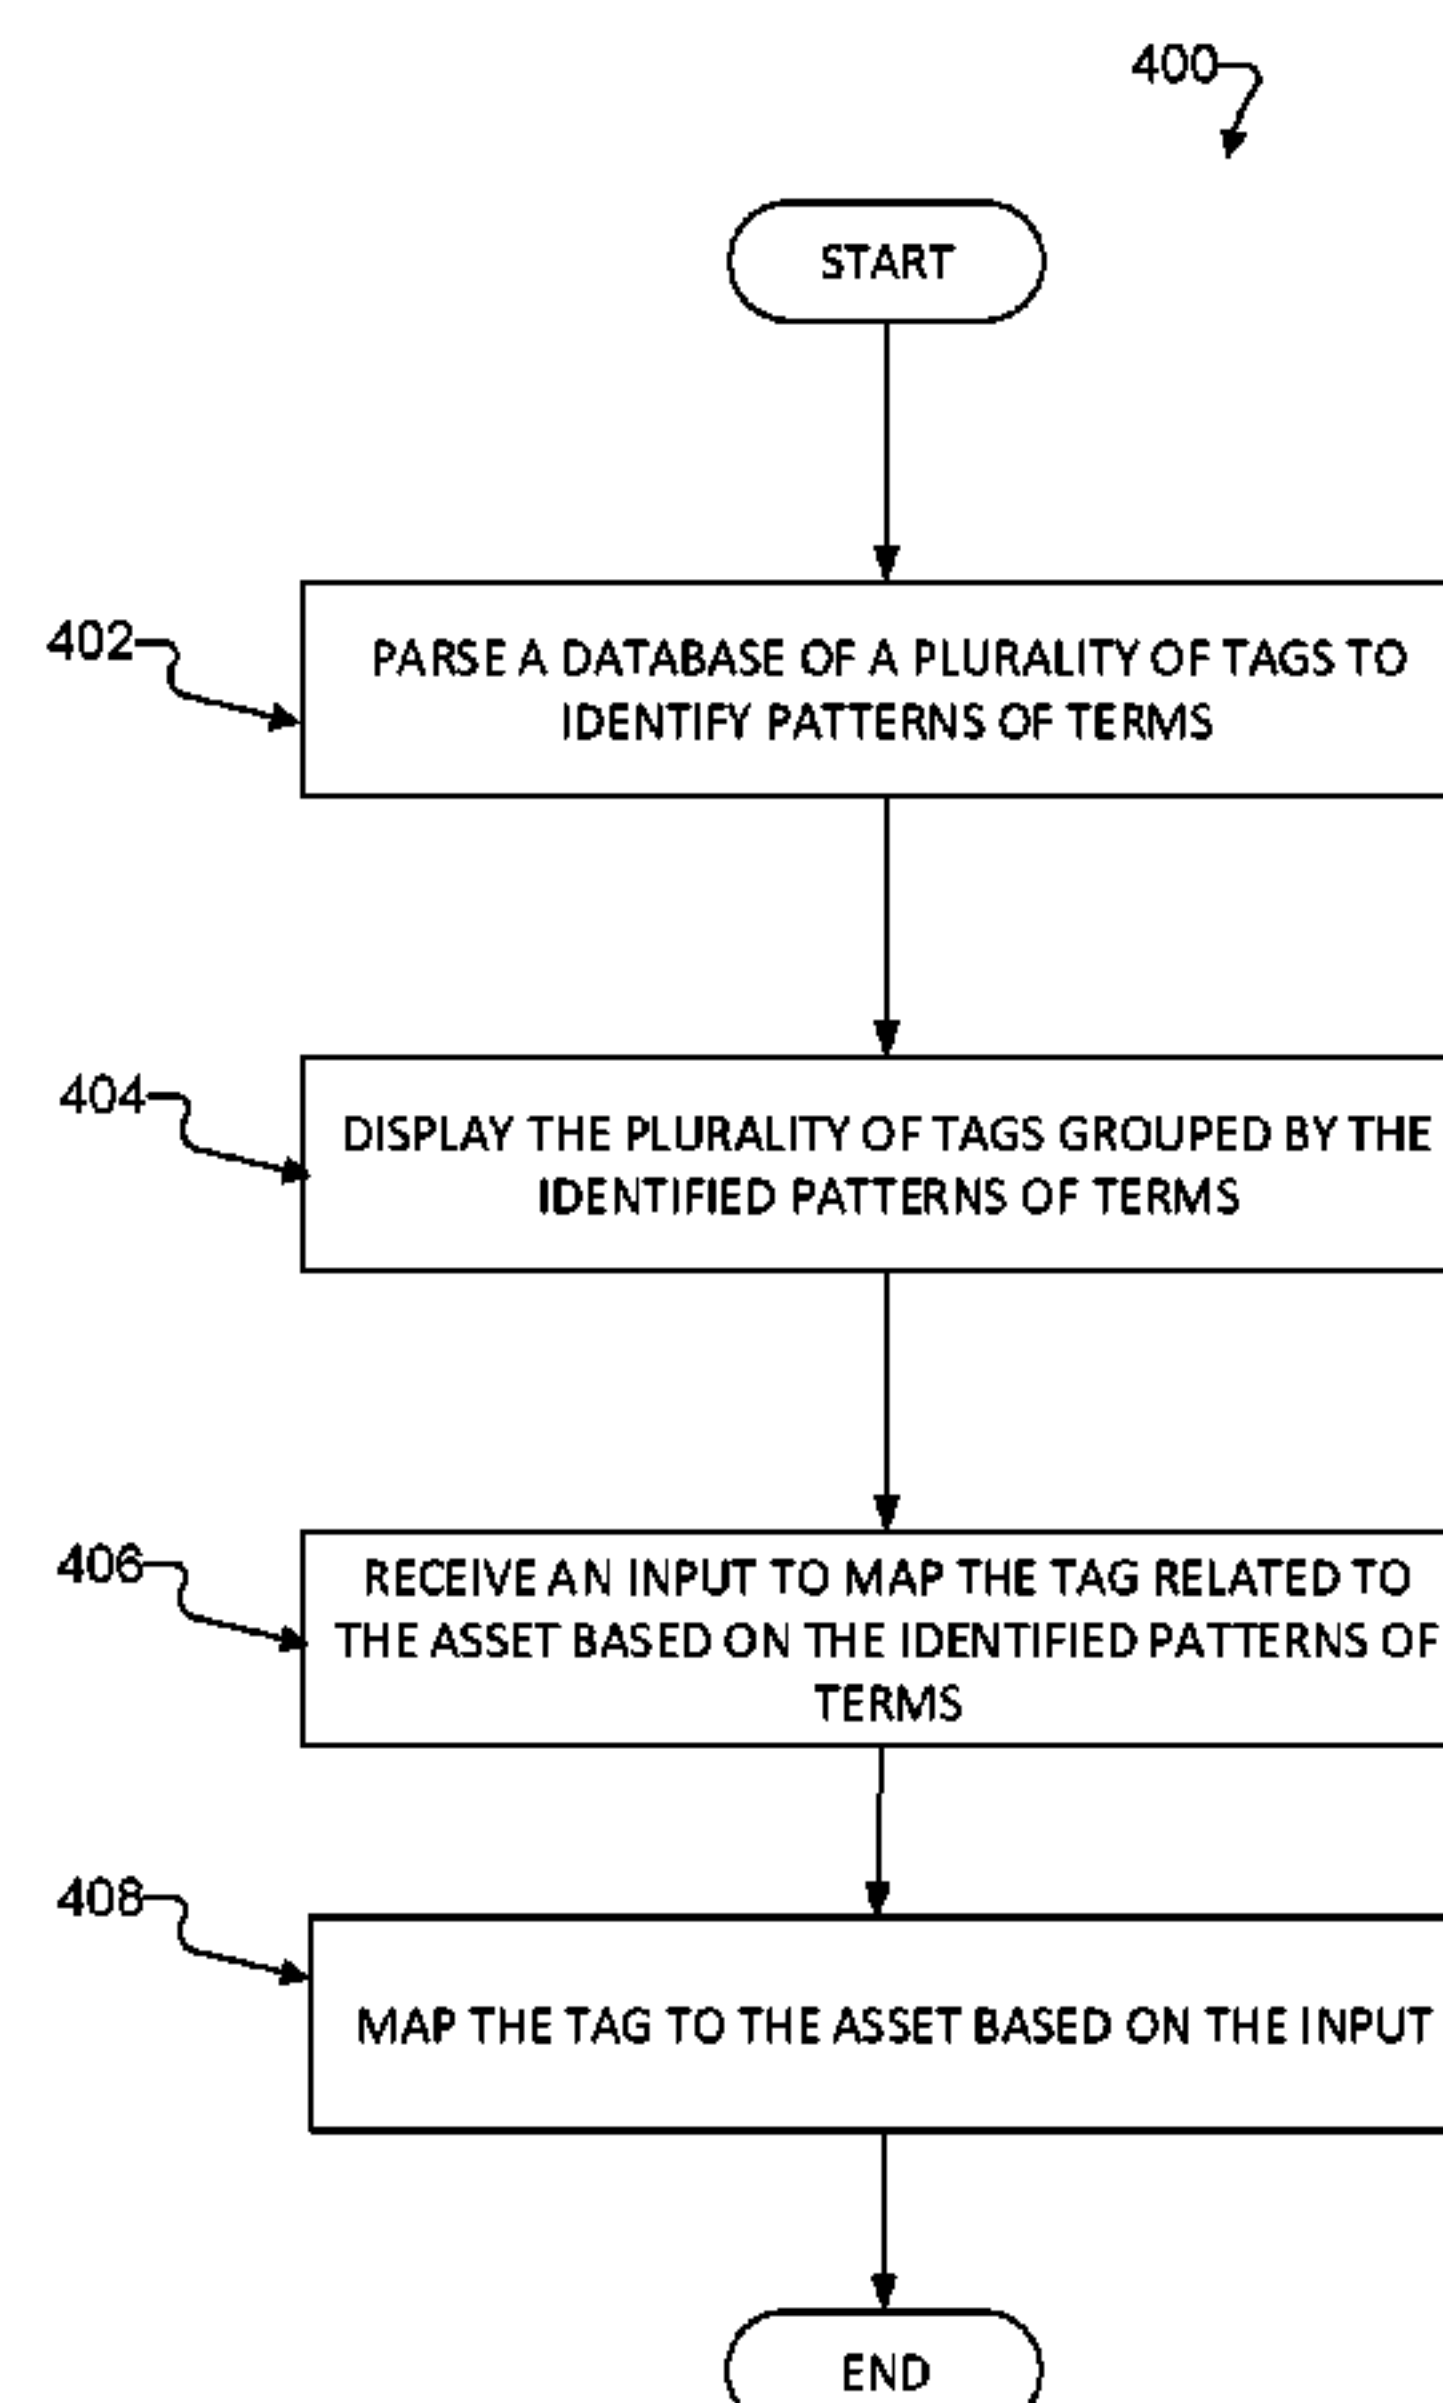 400
START
402
PARSE A DATABASE OF A PLURALITY OF TAGS TO
IDENTIFY PATTERNS OF TERMS
404
DISPLAY THE PLURALITY OF TAGS GROUPED BY THE
IDENTIFIED PATTERNS OF TERMS
406
RECEIVE AN INPUT TO MAP THE TAG RELATED TO
THE ASSET BASED ON THE IDENTIFIED PATTERNS OF
TERMS
408
MAP THE TAG TO THE ASSET BASED ON THE INPUT
END